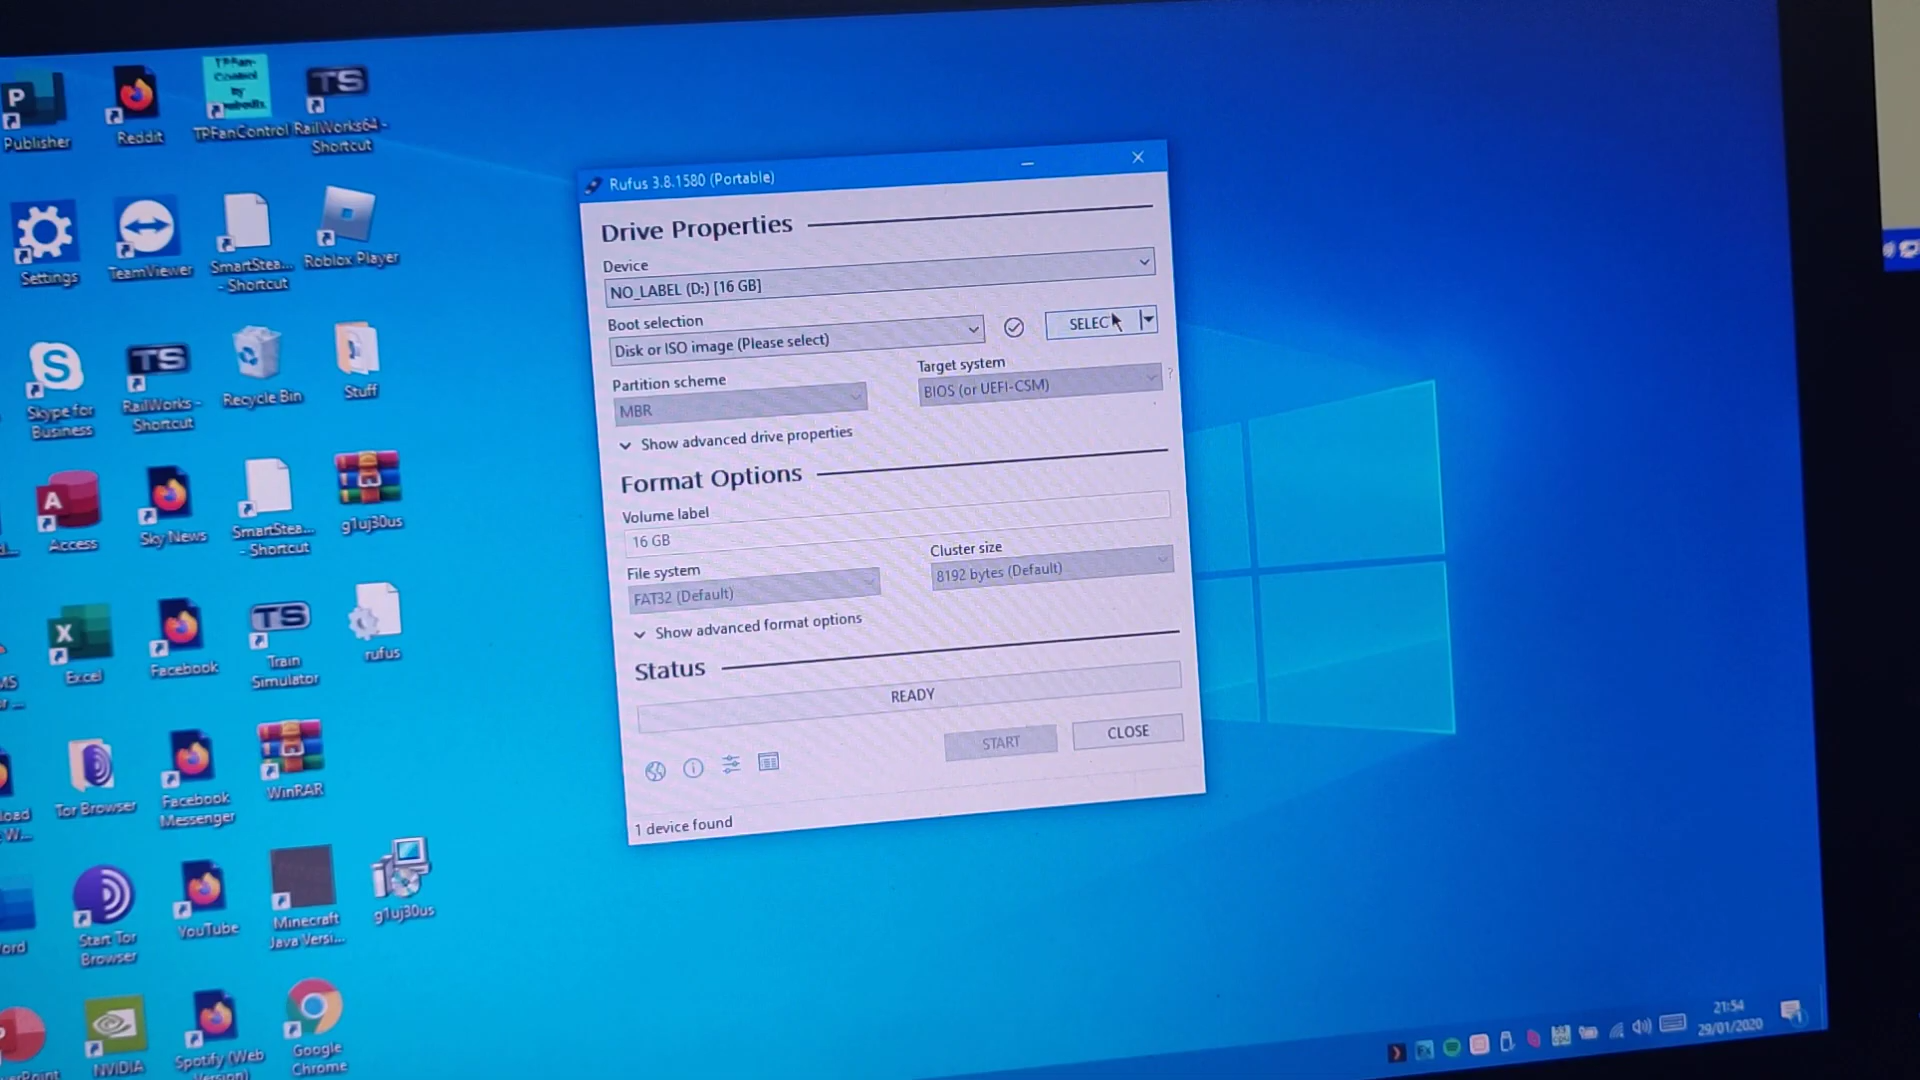 Publisher
Reddit
TPFanControl
RailWorks64 -
Shortcut
TPFan-
Control
by
TS
Settings
TeamViewer
SmartStea...
- Shortcut
Roblox Player
Skype for
Business
TS
RailWorks -
Shortcut
Recycle Bin
Stuff
Access
Sky News
SmartStea...
- Shortcut
g1uj30us
Excel
Facebook
TS
Train
Simulator
rufus
Tor Browser
Facebook
Messenger
WinRAR
Start Tor
Browser
YouTube
Minecraft
Java Versi...
g1uj30us
NVIDIA
Spotify (Web
Version)
Google
Chrome
Rufus 3.8.1580 (Portable)
Drive Properties
Device
NO_LABEL (D:) [16 GB]
Boot selection
Disk or ISO image (Please select)
SELECT
Partition scheme
MBR
Target system
BIOS (or UEFI-CSM)
?
Show advanced drive properties
Format Options
Volume label
16 GB
File system
FAT32 (Default)
Cluster size
8192 bytes (Default)
Show advanced format options
Status
READY
START
CLOSE
1 device found
21:54
29/01/2020